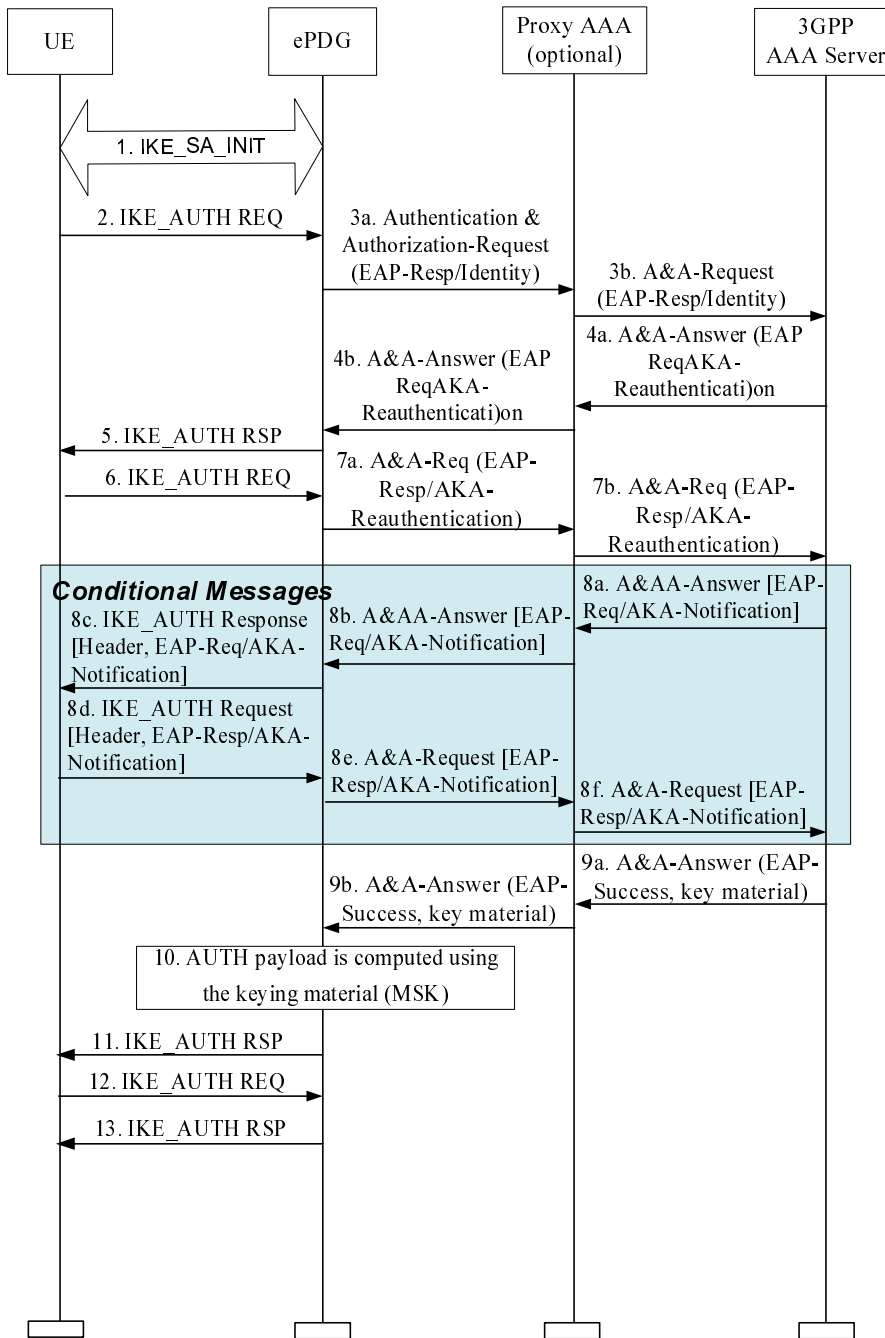 UE
ePDG
Proxy AAA
(optional)
3GPP
AAA Server
1. IKE_SA_INIT
2. IKE_AUTH REQ
3a. Authentication &
Authorization-Request
(EAP-Resp/Identity)
3b. A&A-Request
(EAP-Resp/Identity)
4a. A&A-Answer (EAP
ReqAKA-
Reauthenticati)on
4b. A&A-Answer (EAP
ReqAKA-
Reauthenticati)on
5. IKE_AUTH RSP
6. IKE_AUTH REQ
7a. A&A-Req (EAP-
Resp/AKA-
Reauthentication)
7b. A&A-Req (EAP-
Resp/AKA-
Reauthentication)
Conditional Messages
8a. A&AA-Answer [EAP-
Req/AKA-Notification]
8b. A&AA-Answer [EAP-
Req/AKA-Notification]
8c. IKE_AUTH Response
[Header, EAP-Req/AKA-
Notification]
8d. IKE_AUTH Request
[Header, EAP-Resp/AKA-
Notification]
8e. A&A-Request [EAP-
Resp/AKA-Notification]
8f. A&A-Request [EAP-
Resp/AKA-Notification]
9a. A&A-Answer (EAP-
Success, key material)
9b. A&A-Answer (EAP-
Success, key material)
10. AUTH payload is computed using
the keying material (MSK)
11. IKE_AUTH RSP
12. IKE_AUTH REQ
13. IKE_AUTH RSP